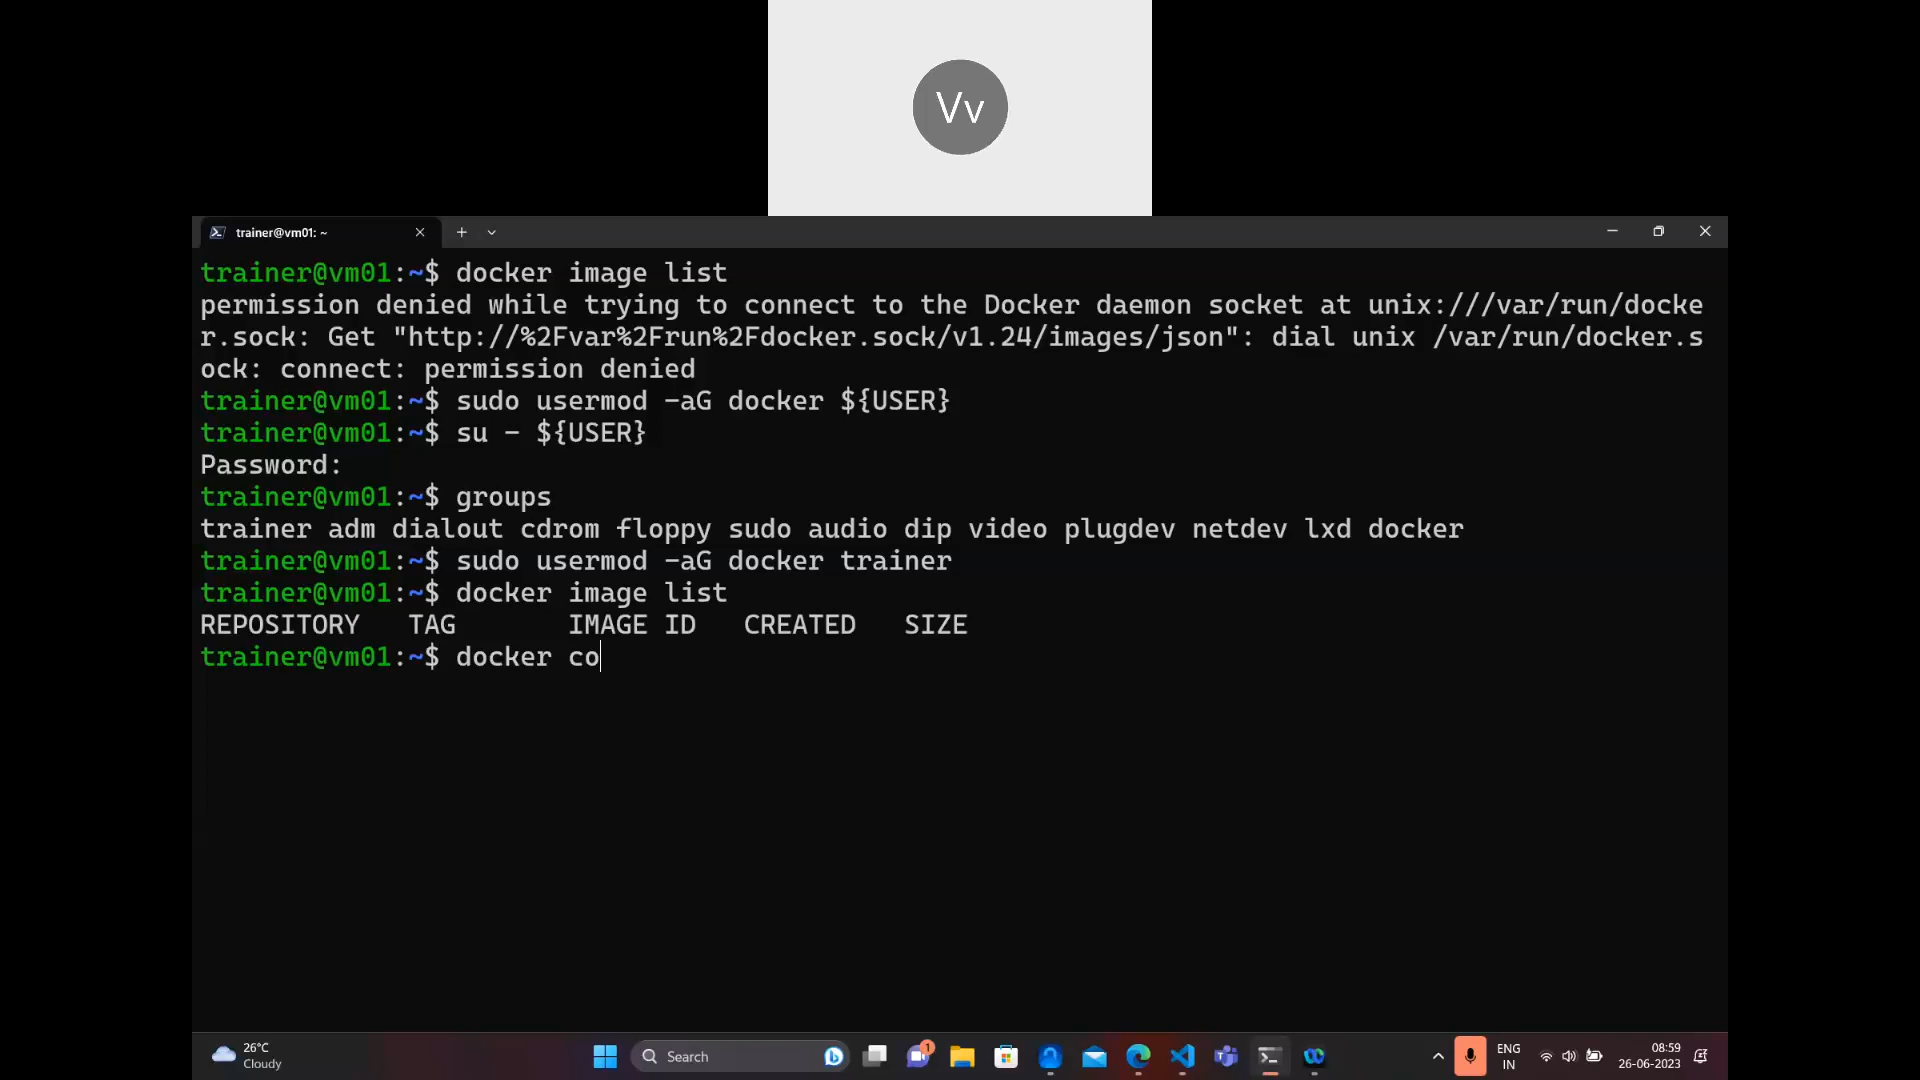 Vv
trainer@vm01: ~
trainer@vm01:~$ docker image list
permission denied while trying to connect to the Docker daemon socket at unix:///var/run/docke
r.sock: Get "http://%2Fvar%2Frun%2Fdocker.sock/v1.24/images/json": dial unix /var/run/docker.s
ock: connect: permission denied
trainer@vm01:~$ sudo usermod -aG docker ${USER}
trainer@vm01:~$ su - ${USER}
Password:
trainer@vm01:~$ groups
trainer adm dialout cdrom floppy sudo audio dip video plugdev netdev lxd docker
trainer@vm01:~$ sudo usermod -aG docker trainer
trainer@vm01:~$ docker image list
REPOSITORY   TAG       IMAGE ID   CREATED   SIZE
trainer@vm01:~$ docker co
26°C
Cloudy
Search
1
ENG
IN
08:59
26-06-2023